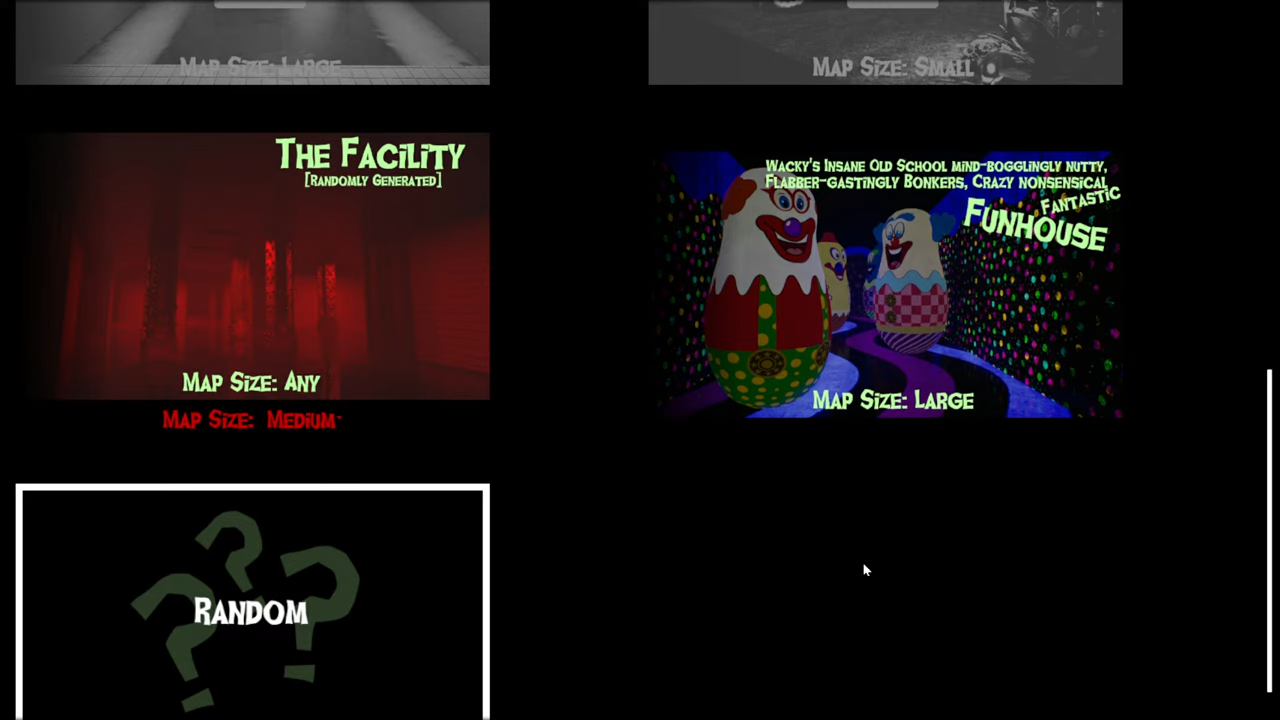 Map Size: Large
Map Size: Small
The Facility
[Randomly Generated]
Map Size: Any
Map Size: Medium
Wacky's Insane Old School mind-bogglingly nutty,
Flabber-gastingly Bonkers, Crazy nonsensical
Fantastic
Funhouse
Map Size: Large
???
Random